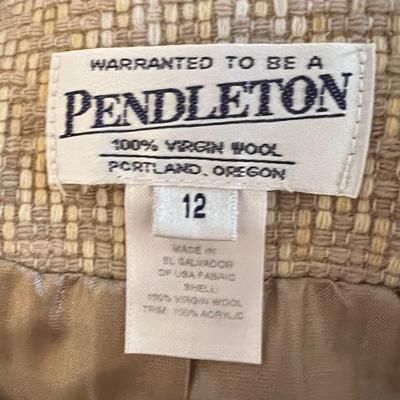 WARRANTED TO BE A
PENDLETON
100% VIRGIN WOOL
PORTLAND, OREGON
12
MADE IN
EL SALVADOR
OF USA FABRIC
SHELL:
100% VIRGIN WOOL
TRIM: 100% ACRYLIC